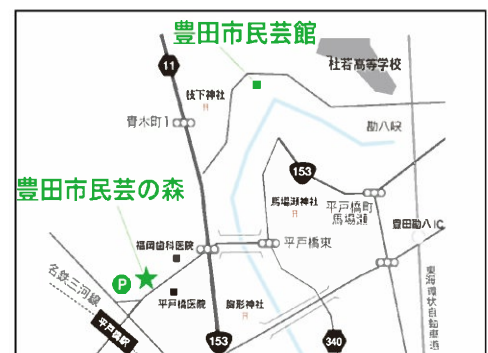 豊田市民芸館
11
杜若高等学校
枝下神社
青木町1
勘八峡
153
豊田市民芸の森
馬場瀬神社
平戸橋町
馬場瀬
豊田勘八IC
福岡歯科医院
平戸橋東
P
名鉄三河線
平戸橋医院
胸形神社
東海環状自動車道
平戸橋駅
153
340